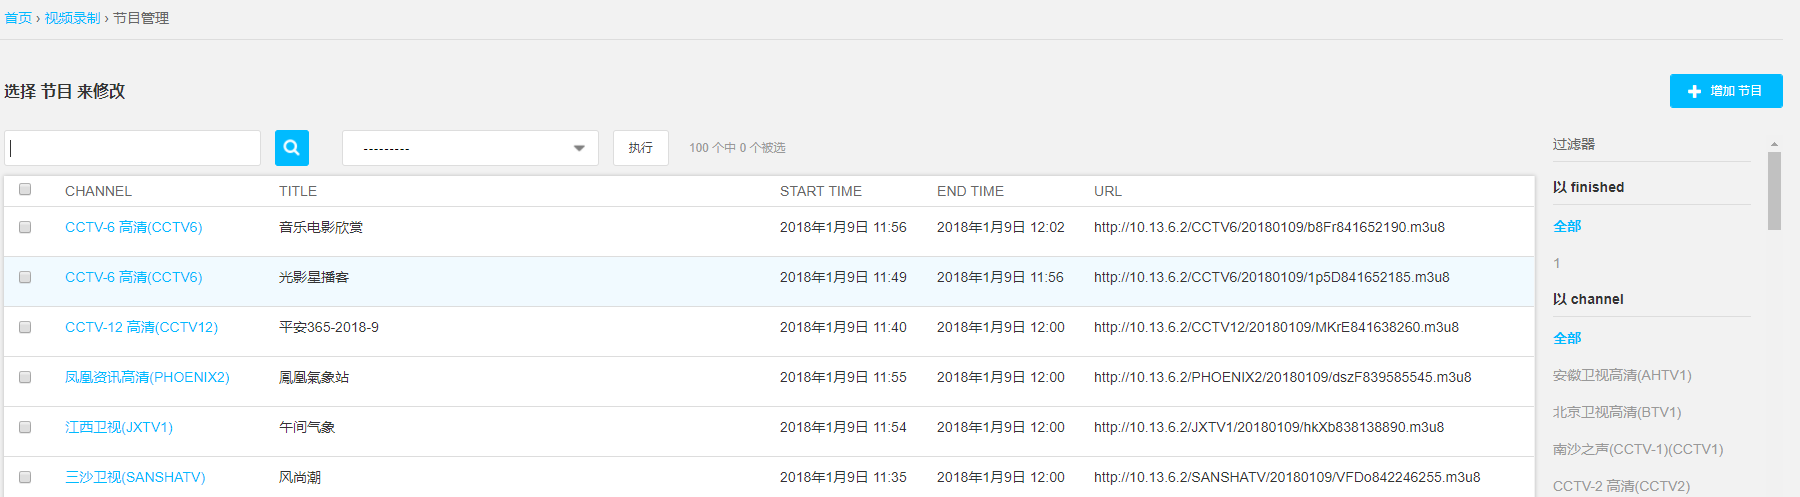 首页 › 视频录制 › 节目管理
选择 节目 来修改
增加 节目
--------- 执行 100 个中 0 个被选
CHANNEL TITLE START TIME END TIME URL
CCTV-6 高清(CCTV6) 音乐电影欣赏 2018年1月9日 11:56 2018年1月9日 12:02 http://10.13.6.2/CCTV6/20180109/b8Fr841652190.m3u8
CCTV-6 高清(CCTV6) 光影星播客 2018年1月9日 11:49 2018年1月9日 11:56 http://10.13.6.2/CCTV6/20180109/1p5D841652185.m3u8
CCTV-12 高清(CCTV12) 平安365-2018-9 2018年1月9日 11:40 2018年1月9日 12:00 http://10.13.6.2/CCTV12/20180109/MKrE841638260.m3u8
凤凰资讯高清(PHOENIX2) 鳳凰氣象站 2018年1月9日 11:55 2018年1月9日 12:00 http://10.13.6.2/PHOENIX2/20180109/dszF839585545.m3u8
江西卫视(JXTV1) 午间气象 2018年1月9日 11:54 2018年1月9日 12:00 http://10.13.6.2/JXTV1/20180109/hkXb838138890.m3u8
三沙卫视(SANSHATV) 风尚潮 2018年1月9日 11:35 2018年1月9日 12:00 http://10.13.6.2/SANSHATV/20180109/VFDo842246255.m3u8
过滤器
以 finished
全部
1
以 channel
全部
安徽卫视高清(AHTV1)
北京卫视高清(BTV1)
南沙之声(CCTV-1)(CCTV1)
CCTV-2 高清(CCTV2)